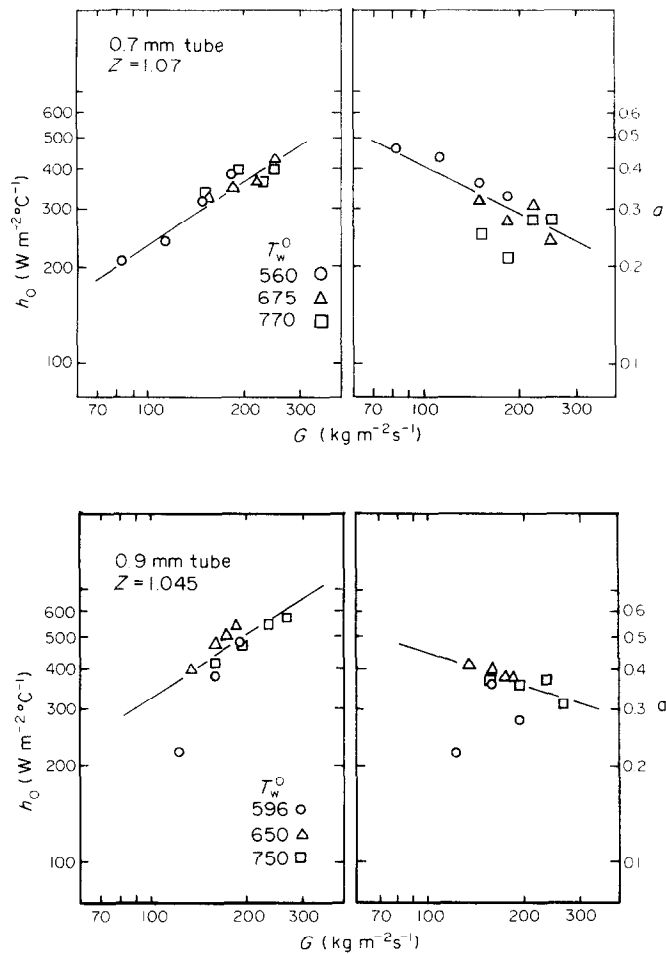 0.7 mm tube
Z = 1.07
600
500
400
300
200
100
h₀ (W m⁻² °C⁻¹)
T_w⁰
560 ○
675 △
770 □
70 100 200 300
G (kg m⁻² s⁻¹)
0.6
0.5
0.4
0.3
0.2
0.1
a
70 100 200 300
0.9 mm tube
Z = 1.045
600
500
400
300
200
100
h₀ (W m⁻² °C⁻¹)
T_w⁰
596 ○
650 △
750 □
70 100 200 300
G (kg m⁻² s⁻¹)
0.6
0.5
0.4
0.3
0.2
0.1
a
70 100 200 300